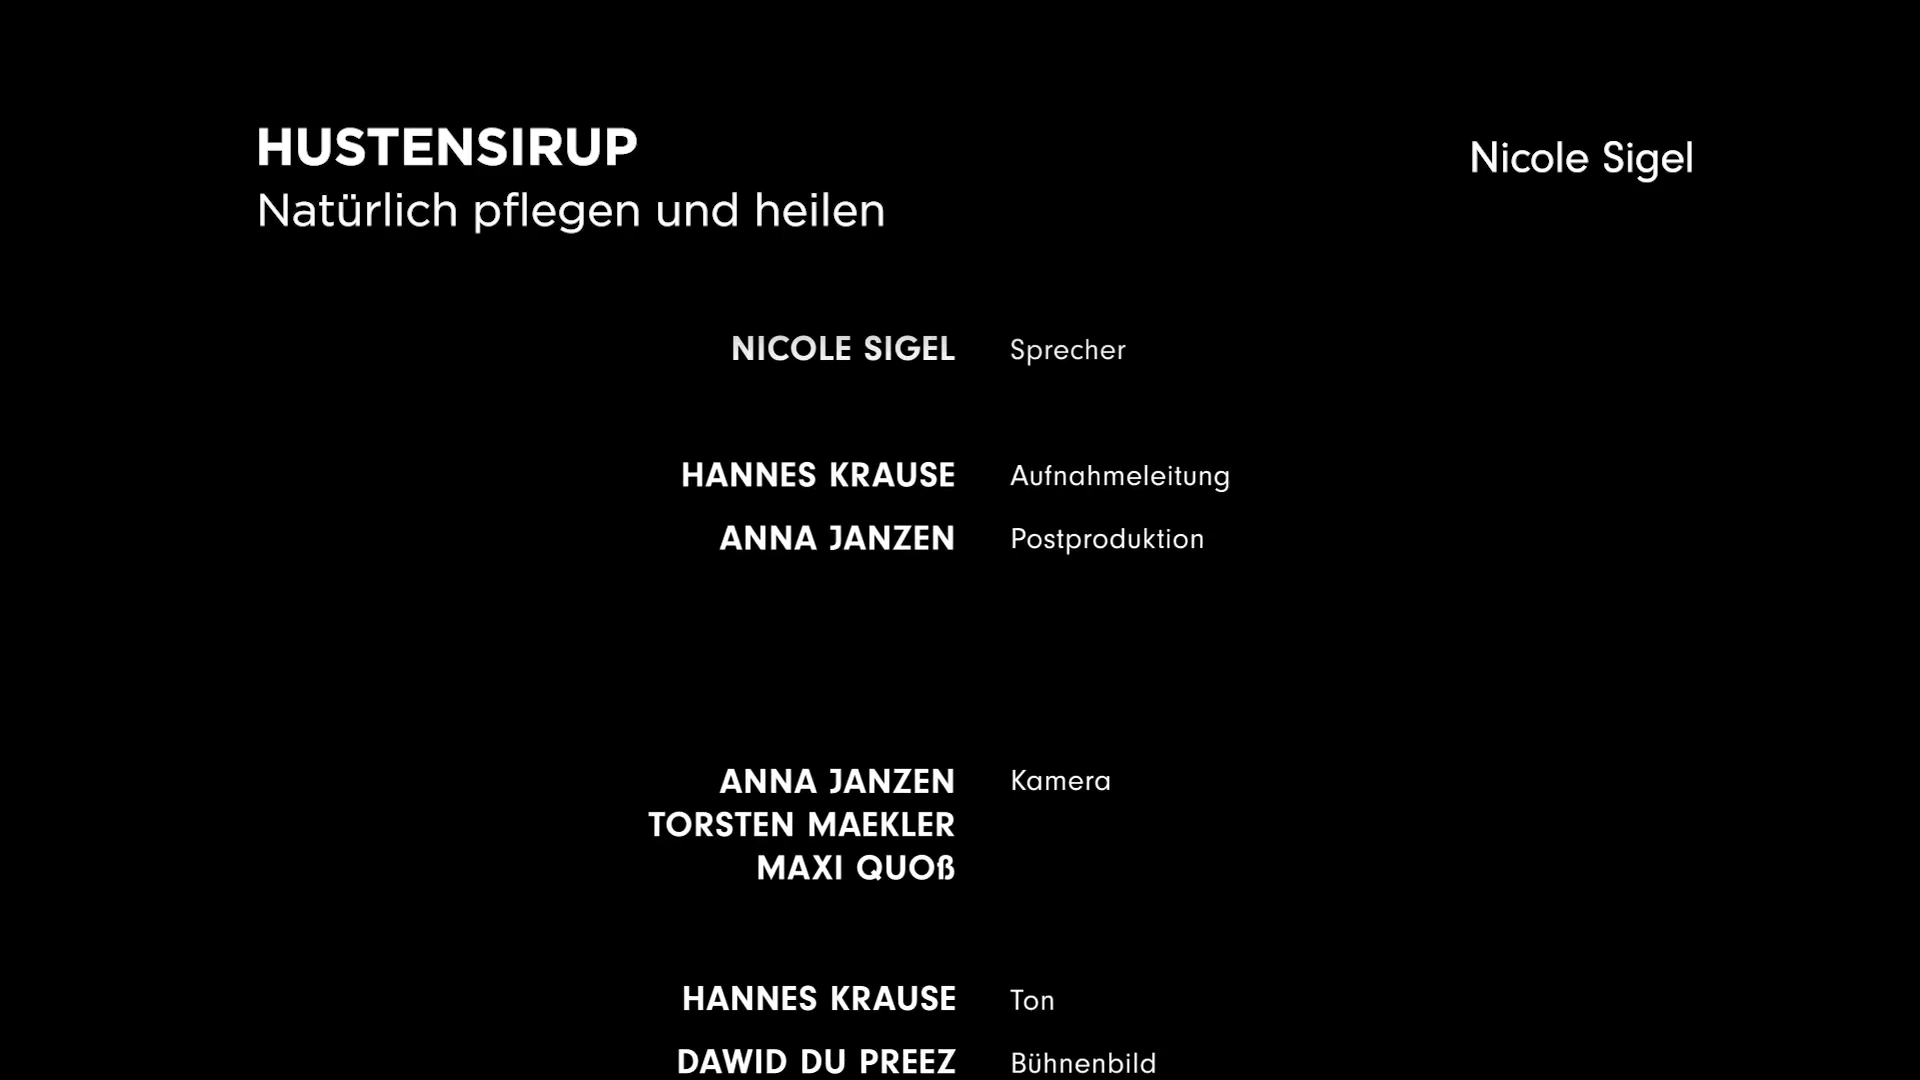 HUSTENSIRUP
Natürlich pflegen und heilen
Nicole Sigel
NICOLE SIGEL Sprecher
HANNES KRAUSE Aufnahmeleitung
ANNA JANZEN Postproduktion
ANNA JANZEN Kamera
TORSTEN MAEKLER
MAXI QUOß
HANNES KRAUSE Ton
DAWID DU PREEZ Bühnenbild